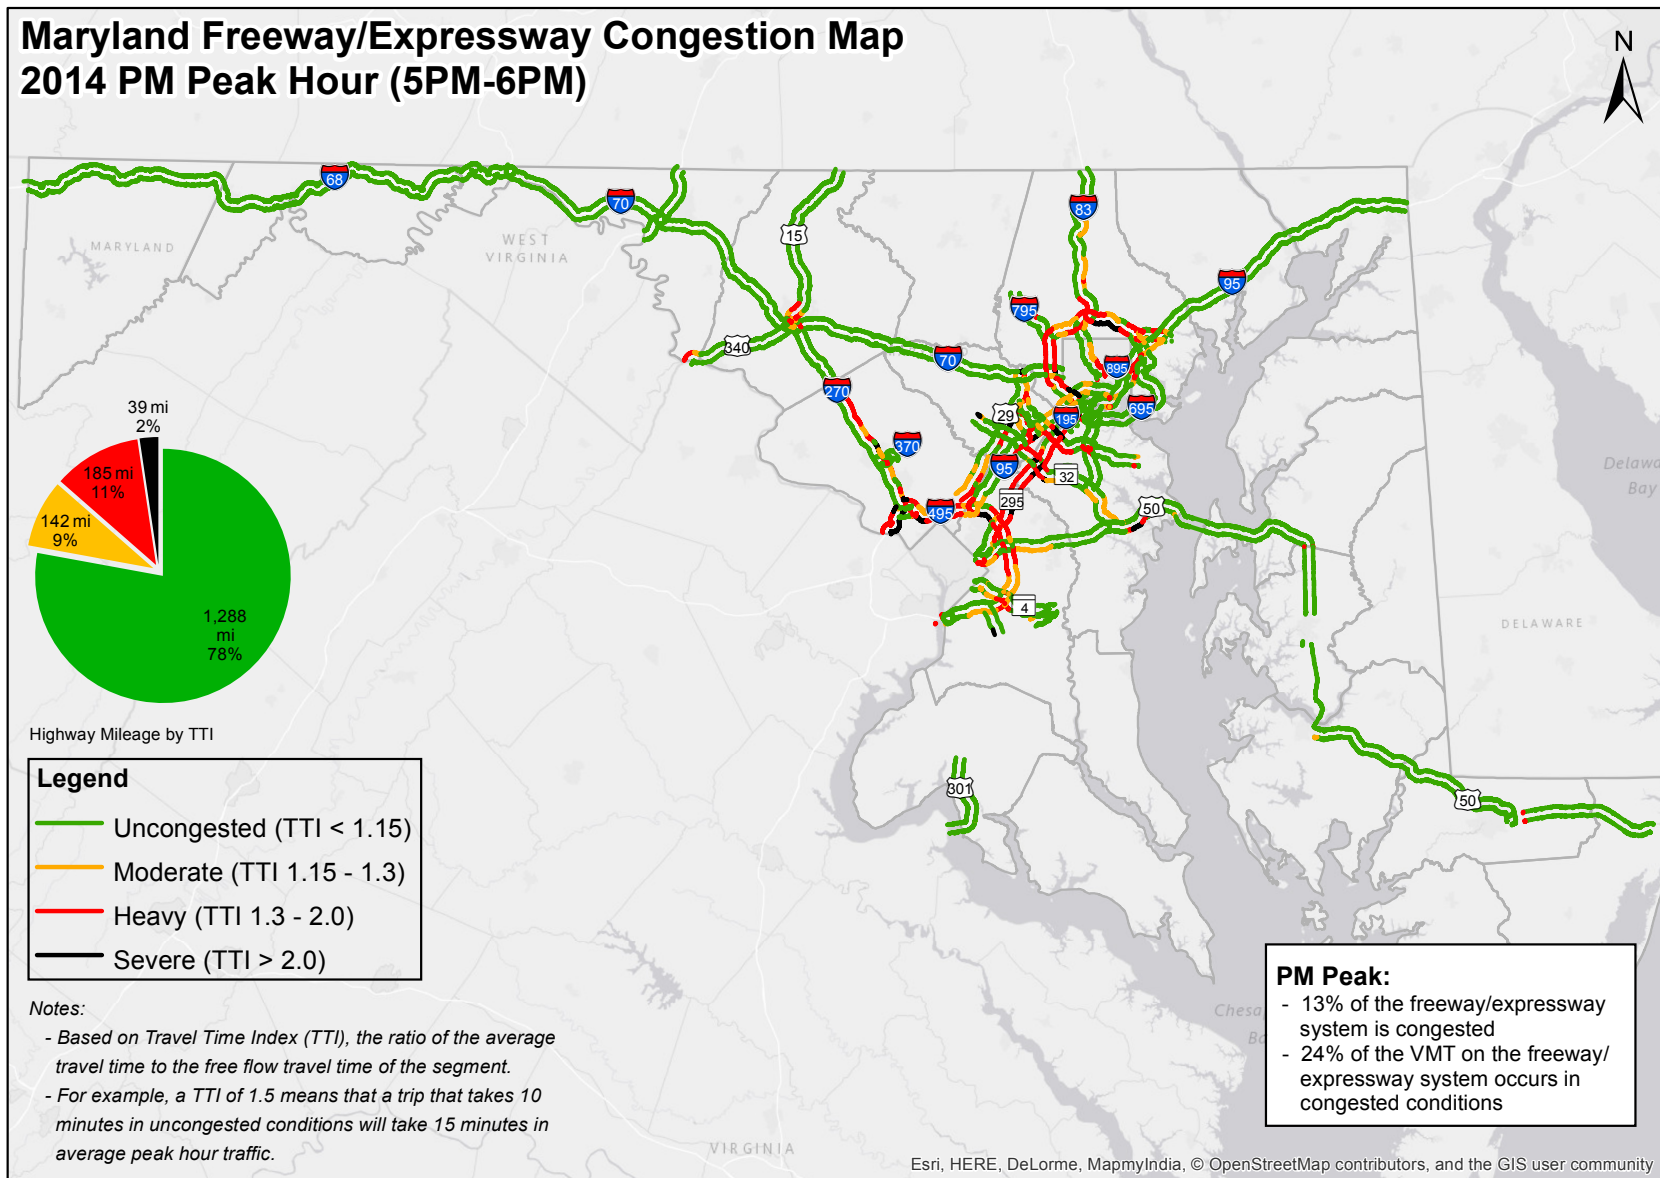 Maryland Freeway/Expressway Congestion Map
2014 PM Peak Hour (5PM-6PM)
N
68
70
15
83
95
MARYLAND
WEST
VIRGINIA
795
340
70
895
270
695
29
195
370
95
32
295
495
50
4
301
50
Delawa
Bay
DELAWARE
39 mi
2%
185 mi
11%
142 mi
9%
1,288
mi
78%
Highway Mileage by TTI
Legend
Uncongested (TTI < 1.15)
Moderate (TTI 1.15 - 1.3)
Heavy (TTI 1.3 - 2.0)
Severe (TTI > 2.0)
Notes:
- Based on Travel Time Index (TTI), the ratio of the average
travel time to the free flow travel time of the segment.
- For example, a TTI of 1.5 means that a trip that takes 10
minutes in uncongested conditions will take 15 minutes in
average peak hour traffic.
VIRGINIA
Chesa
Ba
PM Peak:
- 13% of the freeway/expressway
system is congested
- 24% of the VMT on the freeway/
expressway system occurs in
congested conditions
Esri, HERE, DeLorme, MapmyIndia, © OpenStreetMap contributors, and the GIS user community